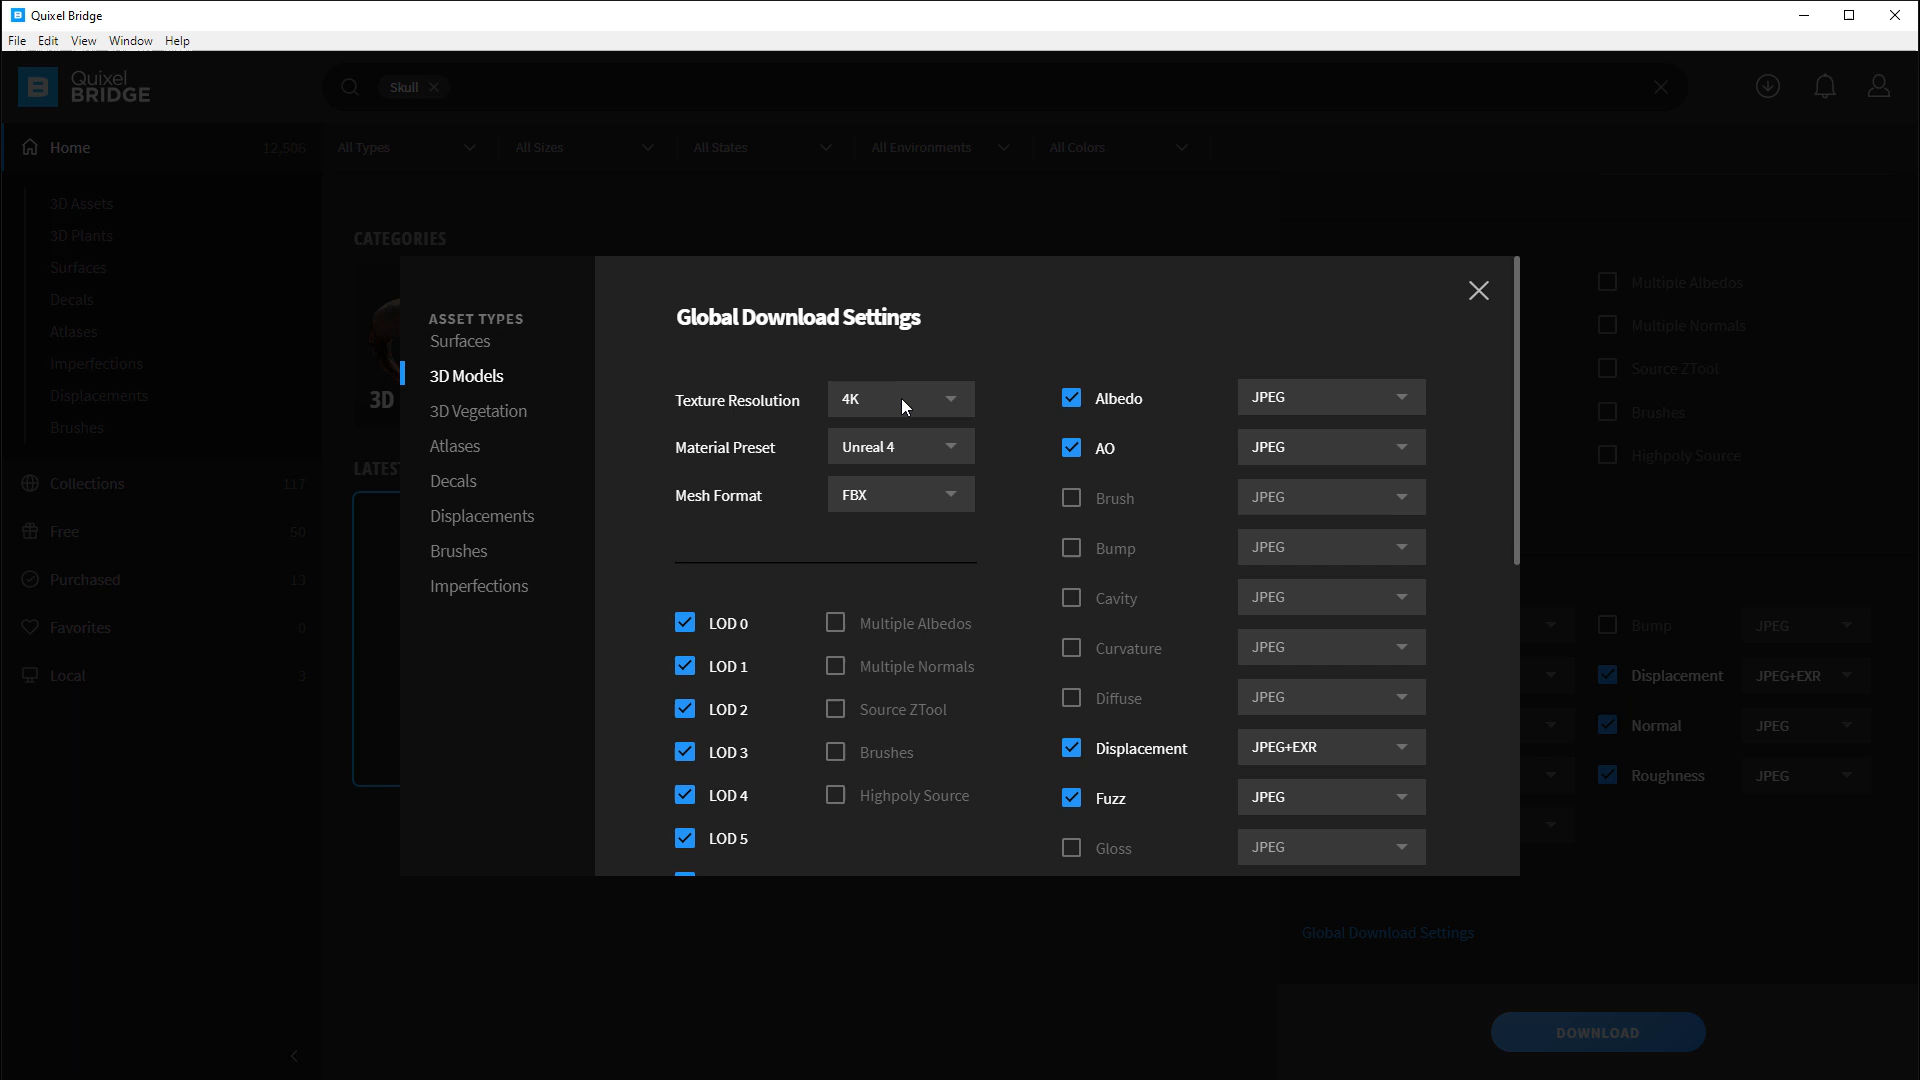 Quixel Bridge
File Edit View Window Help
Quixel
BRIDGE
Skull
Home 12,506
All Types All Sizes All States All Environments All Colors
3D Assets
3D Plants
Surfaces
Decals
Atlases
Imperfections
Displacements
Brushes
Collections 117
Free 50
Purchased 13
Favorites 0
Local 3
CATEGORIES
3D
LATEST
ASSET TYPES
Surfaces
3D Models
3D Vegetation
Atlases
Decals
Displacements
Brushes
Imperfections
Global Download Settings
Texture Resolution 4K
Material Preset Unreal 4
Mesh Format FBX
LOD 0 Multiple Albedos
LOD 1 Multiple Normals
LOD 2 Source ZTool
LOD 3 Brushes
LOD 4 Highpoly Source
LOD 5
Albedo JPEG
AO JPEG
Brush JPEG
Bump JPEG
Cavity JPEG
Curvature JPEG
Diffuse JPEG
Displacement JPEG+EXR
Fuzz JPEG
Gloss JPEG
Multiple Albedos
Multiple Normals
Source ZTool
Brushes
Highpoly Source
Bump JPEG
Displacement JPEG+EXR
Normal JPEG
Roughness JPEG
Global Download Settings
DOWNLOAD